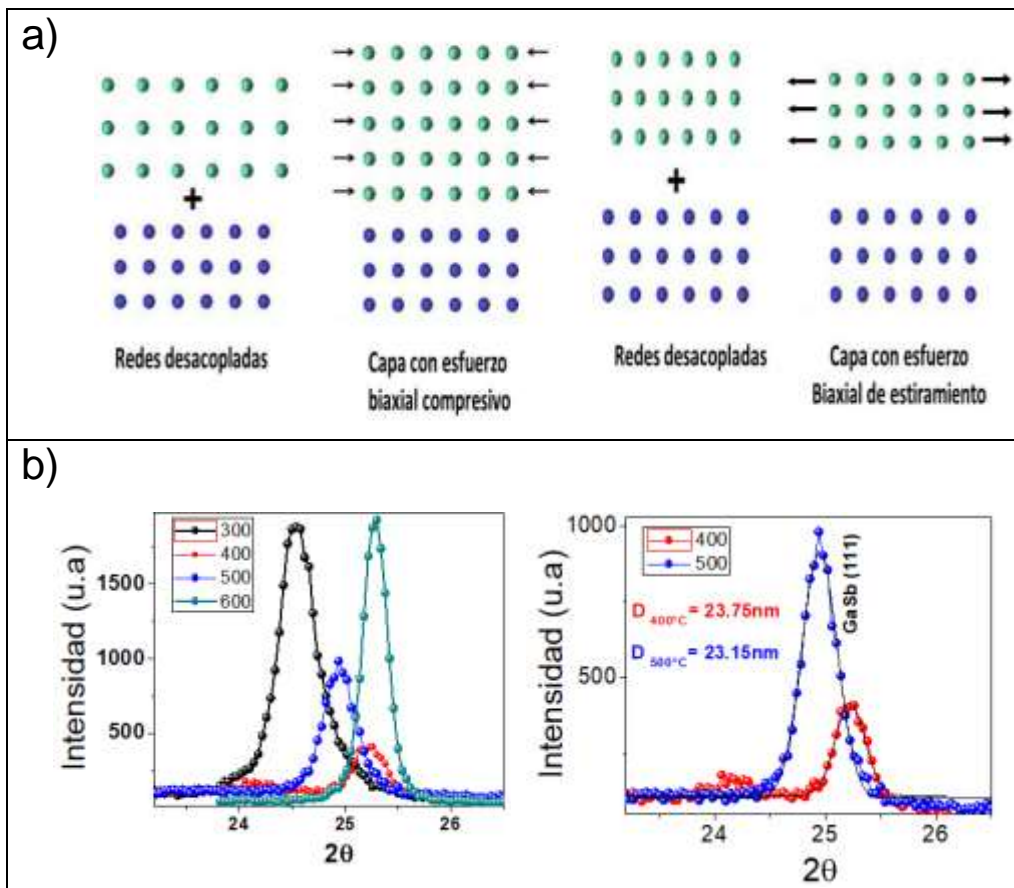 a)
+
+
Redes desacopladas
Capa con esfuerzo
biaxial compresivo
Redes desacopladas
Capa con esfuerzo
Biaxial de estiramiento
b)
Intensidad (u.a)
1500
1000
500
300
400
500
600
24
25
26
2θ
Intensidad (u.a)
1000
500
400
500
D 400°C = 23.75nm
D 500°C = 23.15nm
GaSb (111)
24
25
26
2θ